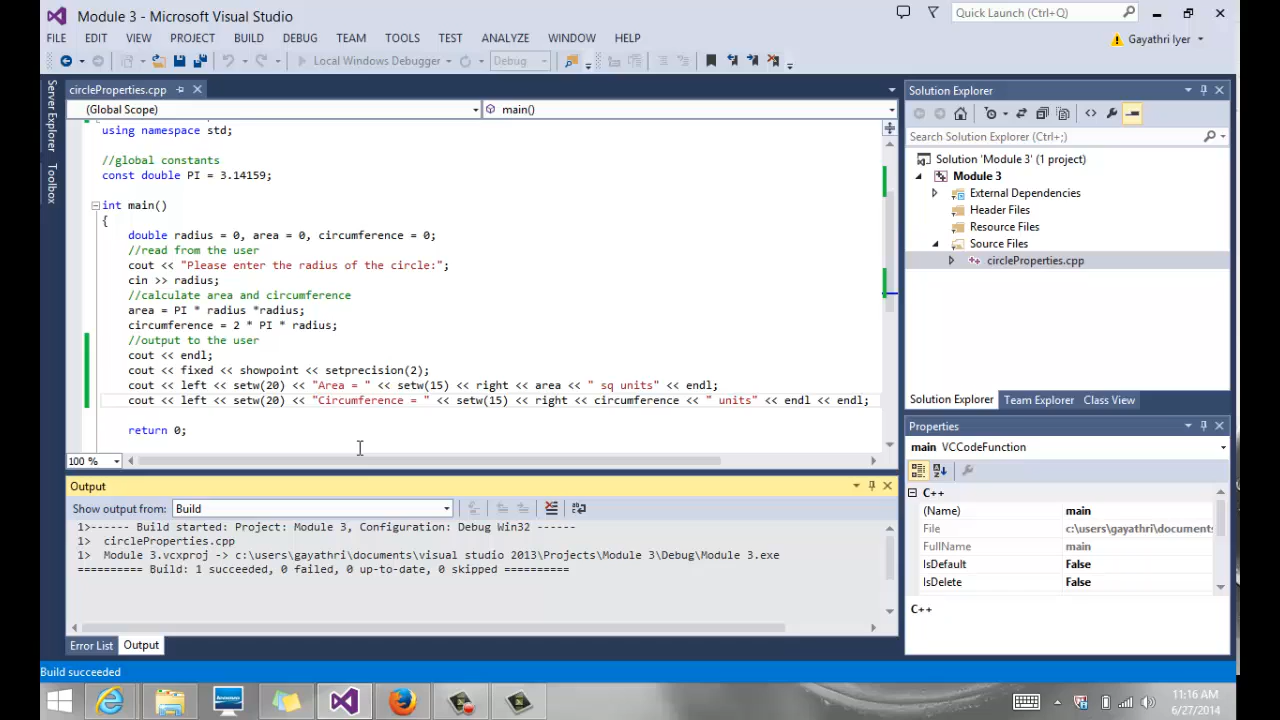 Module 3 - Microsoft Visual Studio
Quick Launch (Ctrl+Q)
FILE EDIT VIEW PROJECT BUILD DEBUG TEAM TOOLS TEST ANALYZE WINDOW HELP
Gayathri Iyer
Local Windows Debugger
Debug
Server Explorer
Toolbox
circleProperties.cpp
(Global Scope)
main()
using namespace std;
//global constants
const double PI = 3.14159;
int main()
{
double radius = 0, area = 0, circumference = 0;
//read from the user
cout << "Please enter the radius of the circle:";
cin >> radius;
//calculate area and circumference
area = PI * radius *radius;
circumference = 2 * PI * radius;
//output to the user
cout << endl;
cout << fixed << showpoint << setprecision(2);
cout << left << setw(20) << "Area = " << setw(15) << right << area << " sq units" << endl;
cout << left << setw(20) << "Circumference = " << setw(15) << right << circumference << " units" << endl << endl;
return 0;
100 %
Output
Show output from: Build
1>------ Build started: Project: Module 3, Configuration: Debug Win32 ------
1> circleProperties.cpp
1> Module 3.vcxproj -> c:\users\gayathri\documents\visual studio 2013\Projects\Module 3\Debug\Module 3.exe
========== Build: 1 succeeded, 0 failed, 0 up-to-date, 0 skipped ==========
Error List Output
Solution Explorer
Search Solution Explorer (Ctrl+;)
Solution 'Module 3' (1 project)
Module 3
External Dependencies
Header Files
Resource Files
Source Files
circleProperties.cpp
Solution Explorer Team Explorer Class View
Properties
main VCCodeFunction
C++
(Name) main
File c:\users\gayathri\documents
FullName main
IsDefault False
IsDelete False
C++
Build succeeded
11:16 AM
6/27/2014